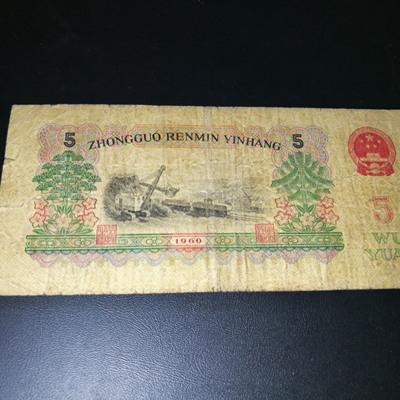 5 ZHONGGUO RENMIN YINHANG 5
1960
5
WU
YUAN